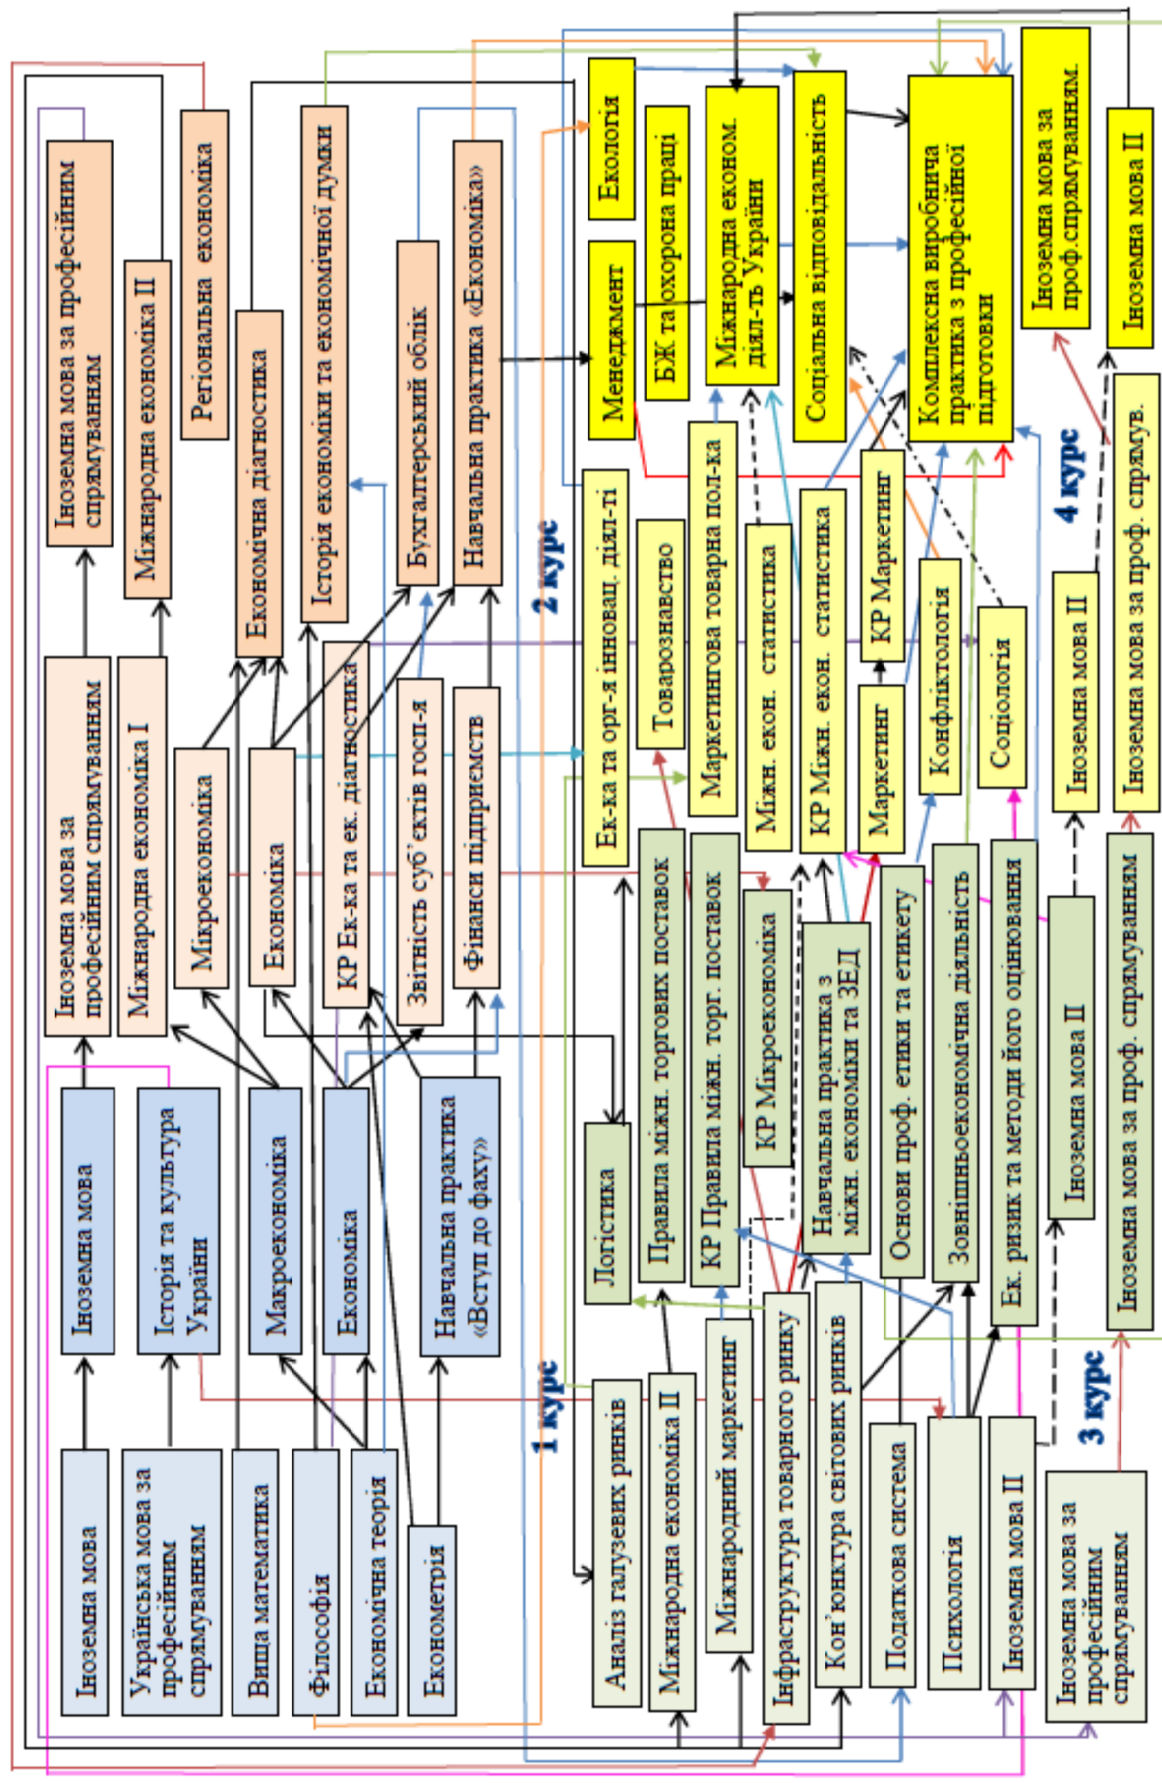 Іноземна мова
Українська мова за
професійним
спрямуванням
Вища математика
Філософія
Економічна теорія
Економетрія
Іноземна мова
Історія та культура
України
Макроекономіка
Економіка
Навчальна практика
«Вступ до фаху»
1 курс
Іноземна мова за
професійним спрямуванням
Міжнародна економіка І
Мікроекономіка
Економіка
КР Ек-ка та ек. діагностика
Звітність суб`єктів госп-я
Фінанси підприємств
Іноземна мова за професійним
спрямуванням
Міжнародна економіка ІІ
Регіональна економіка
Економічна діагностика
Історія економіки та економічної думки
Бухгалтерський облік
Навчальна практика «Економіка»
2 курс
Аналіз галузевих ринків
Міжнародна економіка ІІ
Міжнародний маркетинг
Інфраструктура товарного ринку
Кон`юнктура світових ринків
Податкова система
Психологія
Іноземна мова ІІ
Іноземна мова за
професійним
спрямуванням
Логістика
Правила міжн. торгових поставок
КР Правила міжн. торг. поставок
КР Мікроекономіка
Навчальна практика з
між. економіки та ЗЕД
Основи проф. етики та етикету
Зовнішньоекономічна діяльність
Ек. ризик та методи його оцінювання
Іноземна мова ІІ
Іноземна мова за проф. спрямуванням
3 курс
Ек-ка та орг-я інновац. діял-ті
Товарознавство
Маркетингова товарна пол-ка
Міжн. екон. статистика
КР Міжн. екон. статистика
Маркетинг
КР Маркетинг
Конфліктологія
Соціологія
Іноземна мова ІІ
Іноземна мова за проф. спрямув.
Менеджмент
Екологія
БЖ та охорона праці
Міжнародна економ.
діял-ть України
Соціальна відповідальність
Комплексна виробнича
практика з професійної
підготовки
Іноземна мова за
проф.спрямуванням.
Іноземна мова ІІ
4 курс